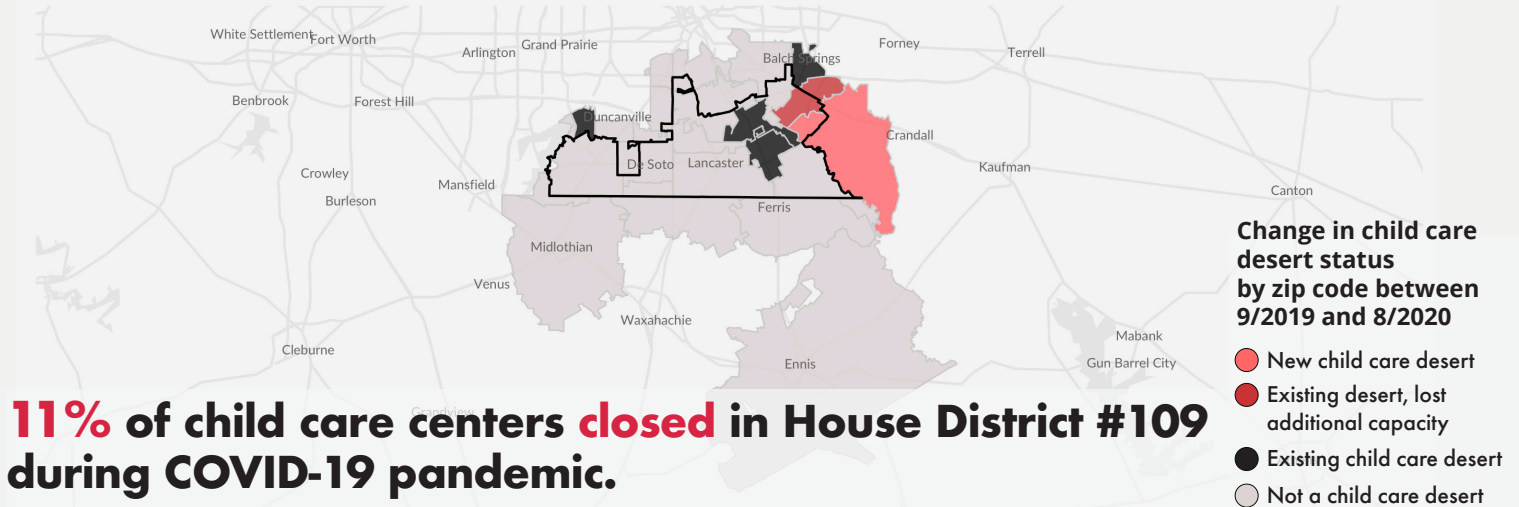 White Settlement
Fort Worth
Arlington
Grand Prairie
Balch Springs
Forney
Terrell
Benbrook
Forest Hill
Duncanville
Crandall
Crowley
Mansfield
De Soto
Lancaster
Kaufman
Burleson
Canton
Ferris
Midlothian
Venus
Waxahachie
Cleburne
Ennis
Mabank
Gun Barrel City
Grandview
Change in child care
desert status
by zip code between
9/2019 and 8/2020
New child care desert
Existing desert, lost
additional capacity
Existing child care desert
Not a child care desert
11% of child care centers closed in House District #109
during COVID-19 pandemic.